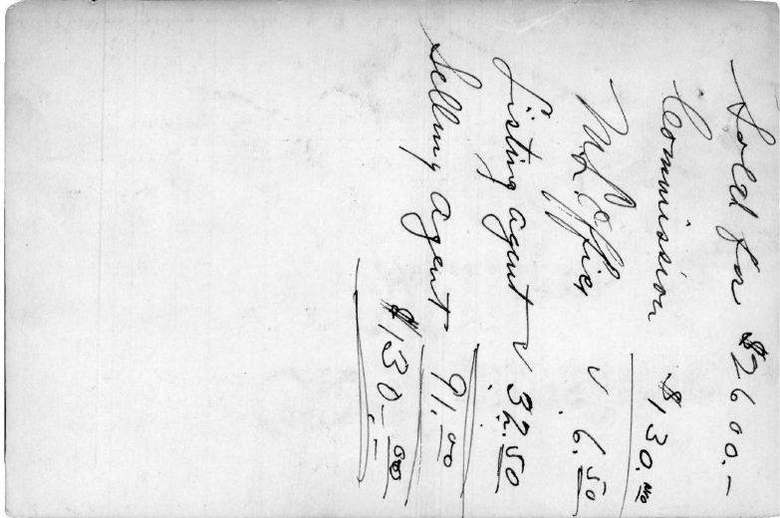 Sold for $2600.—
Commission $130.00
M.L. Office √ 6.50
Listing agent √ 32.50
Selling agent 91.00
$130.00